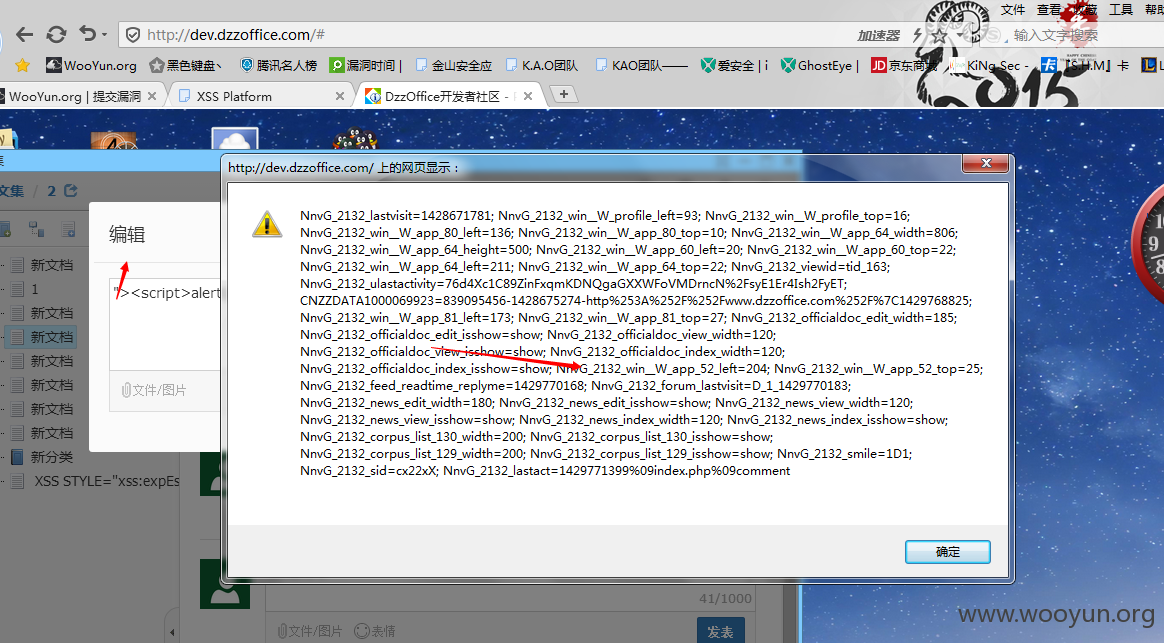 文件 查看 收藏 工具 帮助
http://dev.dzzoffice.com/#
加速器
输入文字搜索
WooYun.org 黑色键盘丶 腾讯名人榜 漏洞时间 | 金山安全应 K.A.O团队 KAO团队—— 爱安全 | i GhostEye | 京东商城 KiNg Sec - 『S.H.M』 卡
WooYun.org | 提交漏洞 XSS Platform DzzOffice开发者社区 -
http://dev.dzzoffice.com/ 上的网页显示：
文集 / 2
编辑
"><script>alert
文件/图片
NnvG_2132_lastvisit=1428671781; NnvG_2132_win__W_profile_left=93; NnvG_2132_win__W_profile_top=16;
NnvG_2132_win__W_app_80_left=136; NnvG_2132_win__W_app_80_top=10; NnvG_2132_win__W_app_64_width=806;
NnvG_2132_win__W_app_64_height=500; NnvG_2132_win__W_app_60_left=20; NnvG_2132_win__W_app_60_top=22;
NnvG_2132_win__W_app_64_left=211; NnvG_2132_win__W_app_64_top=22; NnvG_2132_viewid=tid_163;
NnvG_2132_ulastactivity=76d4Xc1C89ZinFxqmKDNQgaGXXWFoVMDrncN%2FsyE1Er4Ish2FyET;
CNZZDATA1000069923=839095456-1428675274-http%253A%252F%252Fwww.dzzoffice.com%252F%7C1429768825;
NnvG_2132_win__W_app_81_left=173; NnvG_2132_win__W_app_81_top=27; NnvG_2132_officialdoc_edit_width=185;
NnvG_2132_officialdoc_edit_isshow=show; NnvG_2132_officialdoc_view_width=120;
NnvG_2132_officialdoc_view_isshow=show; NnvG_2132_officialdoc_index_width=120;
NnvG_2132_officialdoc_index_isshow=show; NnvG_2132_win__W_app_52_left=204; NnvG_2132_win__W_app_52_top=25;
NnvG_2132_feed_readtime_replyme=1429770168; NnvG_2132_forum_lastvisit=D_1_1429770183;
NnvG_2132_news_edit_width=180; NnvG_2132_news_edit_isshow=show; NnvG_2132_news_view_width=120;
NnvG_2132_news_view_isshow=show; NnvG_2132_news_index_width=120; NnvG_2132_news_index_isshow=show;
NnvG_2132_corpus_list_130_width=200; NnvG_2132_corpus_list_130_isshow=show;
NnvG_2132_corpus_list_129_width=200; NnvG_2132_corpus_list_129_isshow=show; NnvG_2132_smile=1D1;
NnvG_2132_sid=cx22xX; NnvG_2132_lastact=1429771399%09index.php%09comment
确定
新文档
1
新文档
新文档
新文档
新文档
新文档
新文档
新分类
XSS STYLE="xss:expEs
41/1000
文件/图片 表情
发表
www.wooyun.org